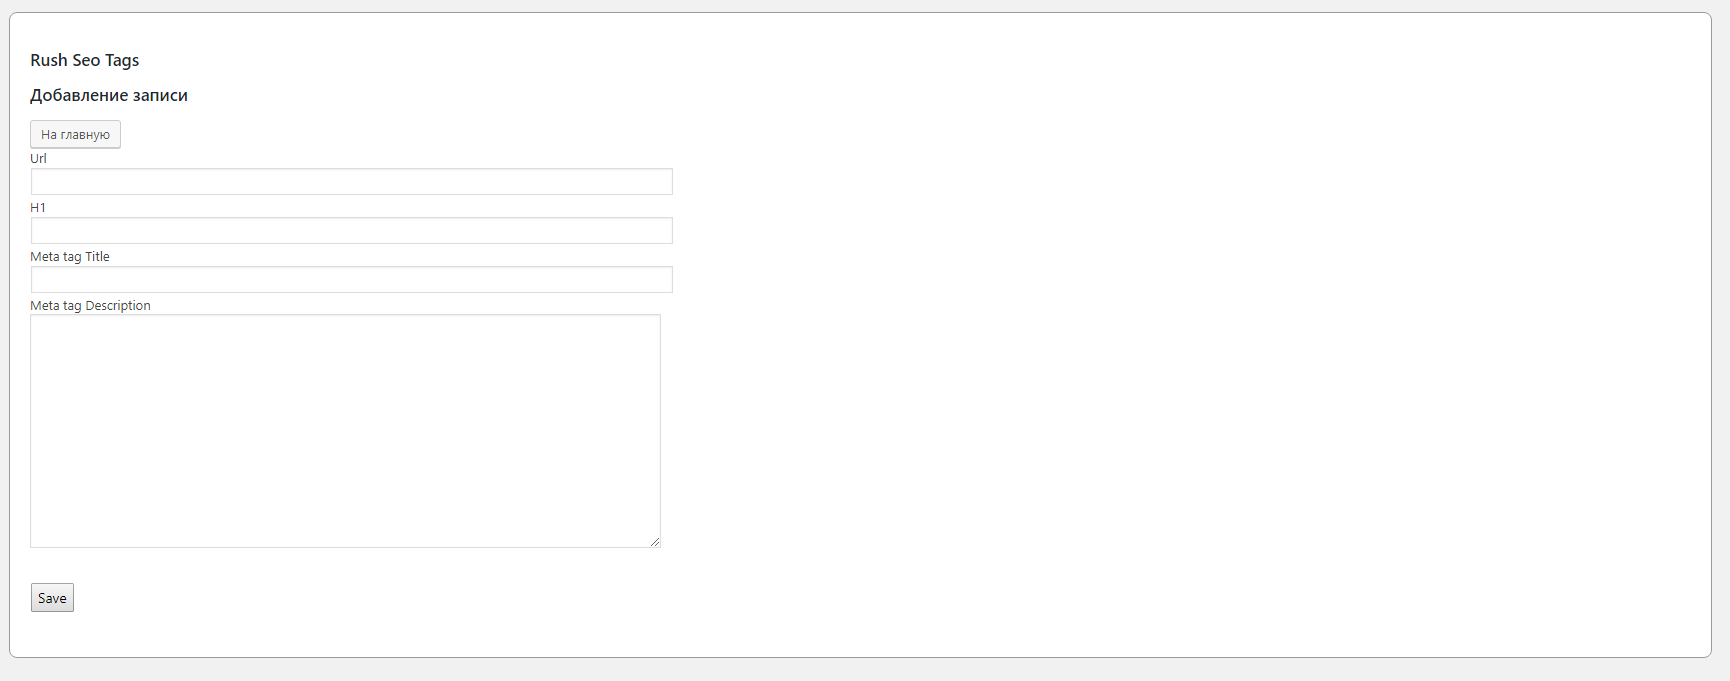 Rush Seo Tags
Добавление записи
На главную
Url
H1
Meta tag Title
Meta tag Description
Save